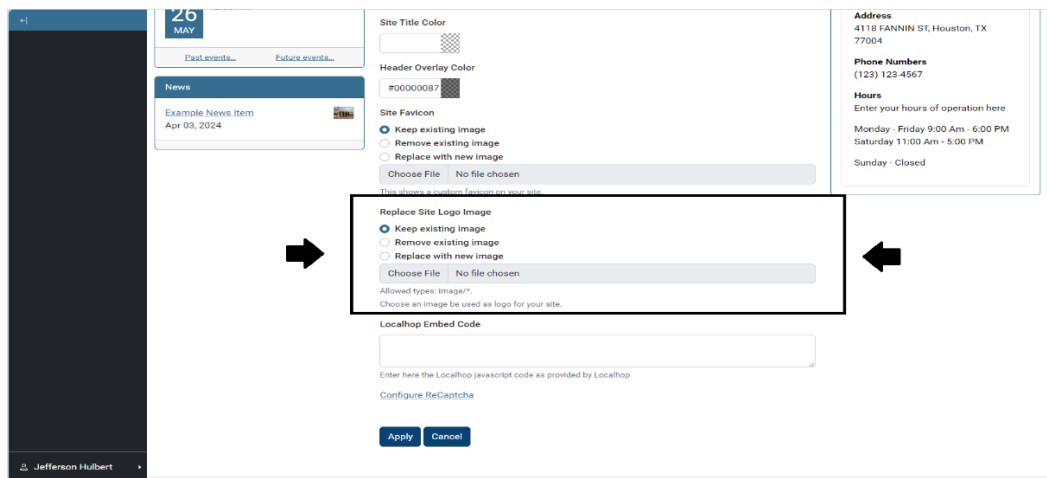 26
MAY
Past events...
Future events...
News
Example News Item
Apr 03, 2024
Site Title Color
Header Overlay Color
#00000087
Site Favicon
Keep existing image
Remove existing image
Replace with new image
Choose File No file chosen
This shows a custom favicon on your site.
Replace Site Logo Image
Keep existing image
Remove existing image
Replace with new image
Choose File No file chosen
Allowed types: image/*.
Choose an image be used as logo for your site.
Localhop Embed Code
Enter here the Localhop javascript code as provided by Localhop
Configure ReCaptcha
Apply Cancel
Address
4118 FANNIN ST, Houston, TX
77004
Phone Numbers
(123) 123-4567
Hours
Enter your hours of operation here
Monday - Friday 9:00 Am - 6:00 PM
Saturday 11:00 Am - 5:00 PM
Sunday - Closed
Jefferson Hulbert